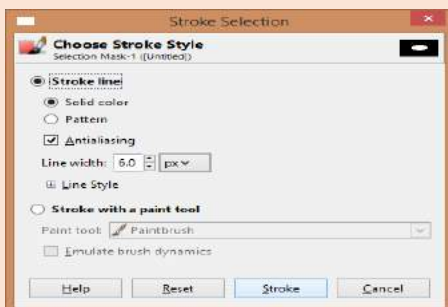 Stroke Selection
Choose Stroke Style
Selection Mask-1 ([Untitled])
Stroke line
Solid color
Pattern
Antialiasing
Line width: 6.0 px
Line Style
Stroke with a paint tool
Paint tool: Paintbrush
Emulate brush dynamics
Help Reset Stroke Cancel